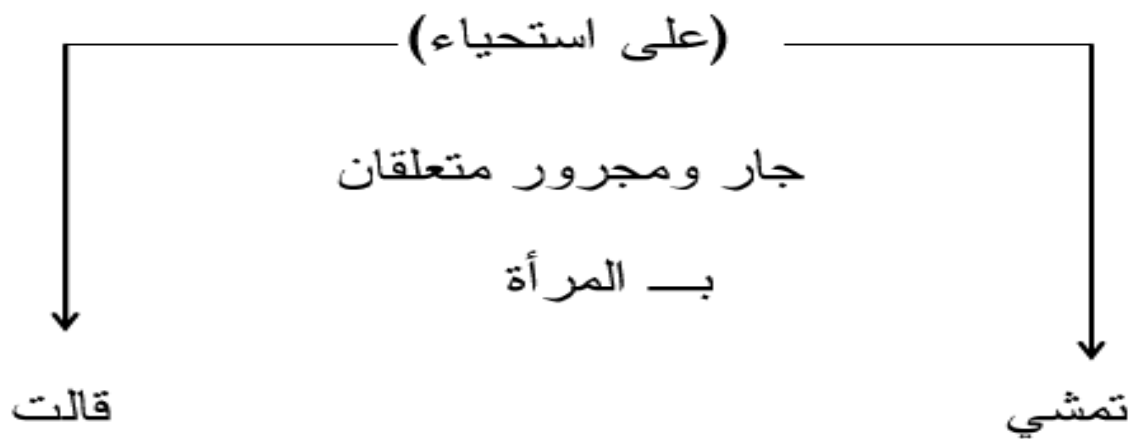 (على استحياء)
جار ومجرور متعلقان
بـــ المرأة
تمشي
قالت